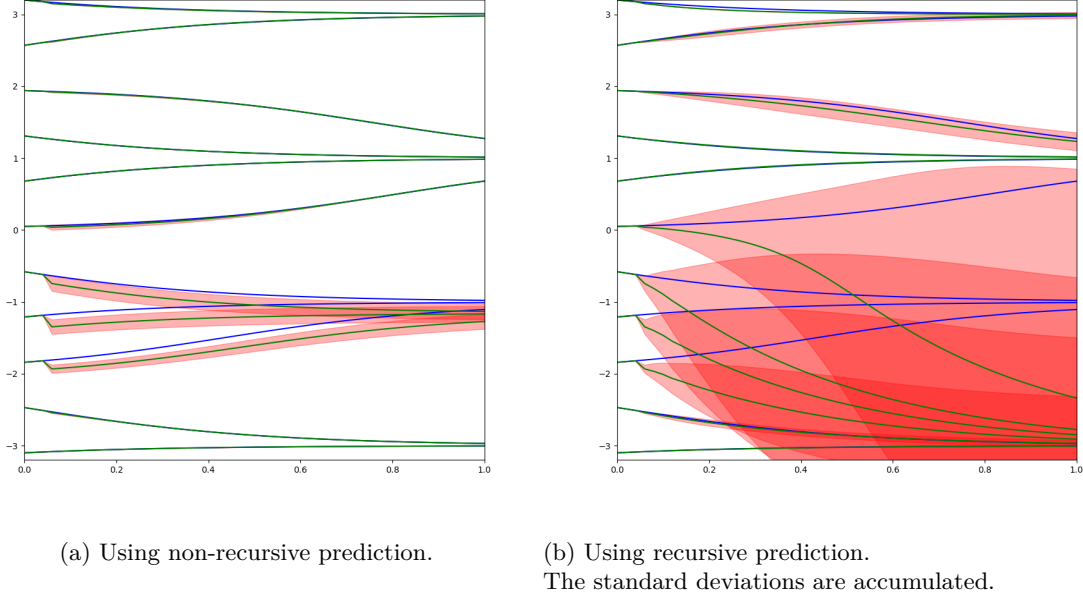 3
2
1
0
−1
−2
−3
0.0 0.2 0.4 0.6 0.8 1.0
3
2
1
0
−1
−2
−3
0.0 0.2 0.4 0.6 0.8 1.0
(a) Using non-recursive prediction.
(b) Using recursive prediction.
The standard deviations are accumulated.